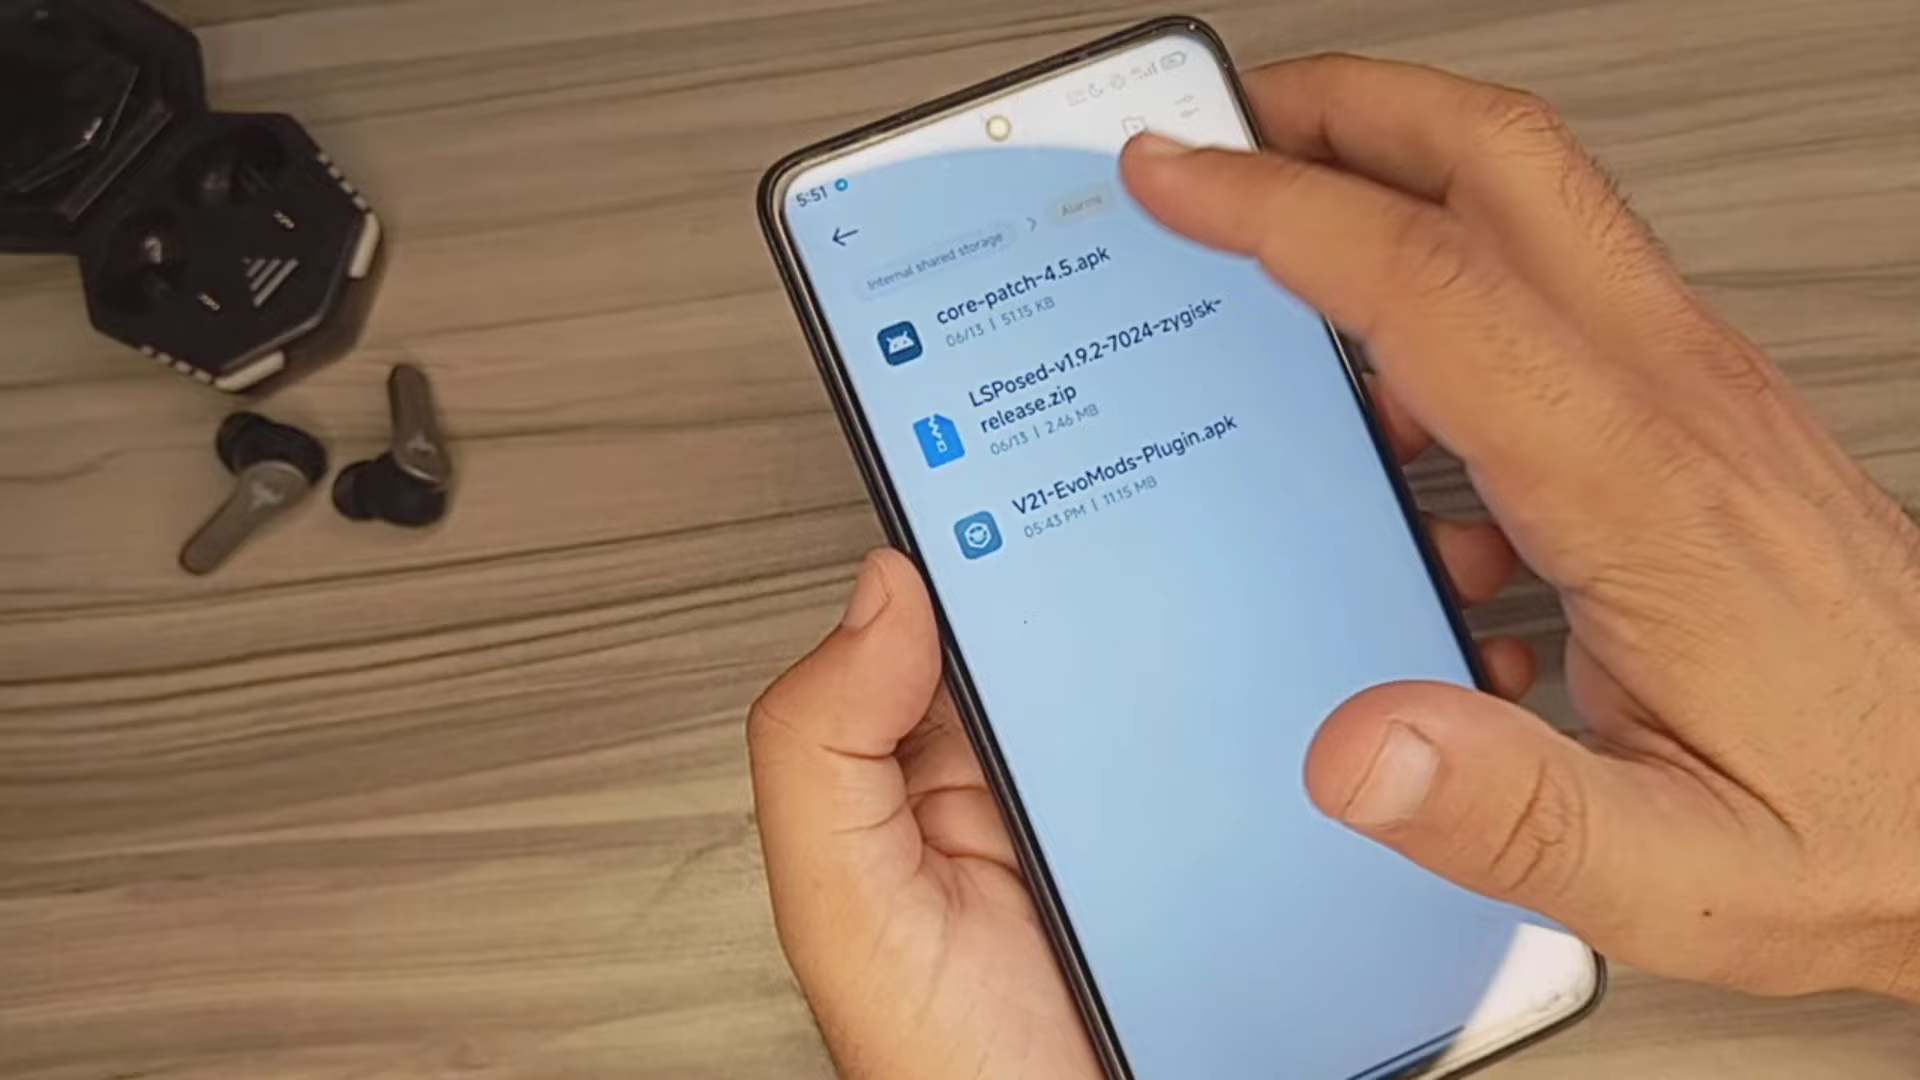 5:51
Internal shared storage > Alarms
core-patch-4.5.apk
06/13 | 51.15 KB
LSPosed-v1.9.2-7024-zygisk-
release.zip
06/13 | 2.46 MB
V21-EvoMods-Plugin.apk
05:43 PM | 11.15 MB